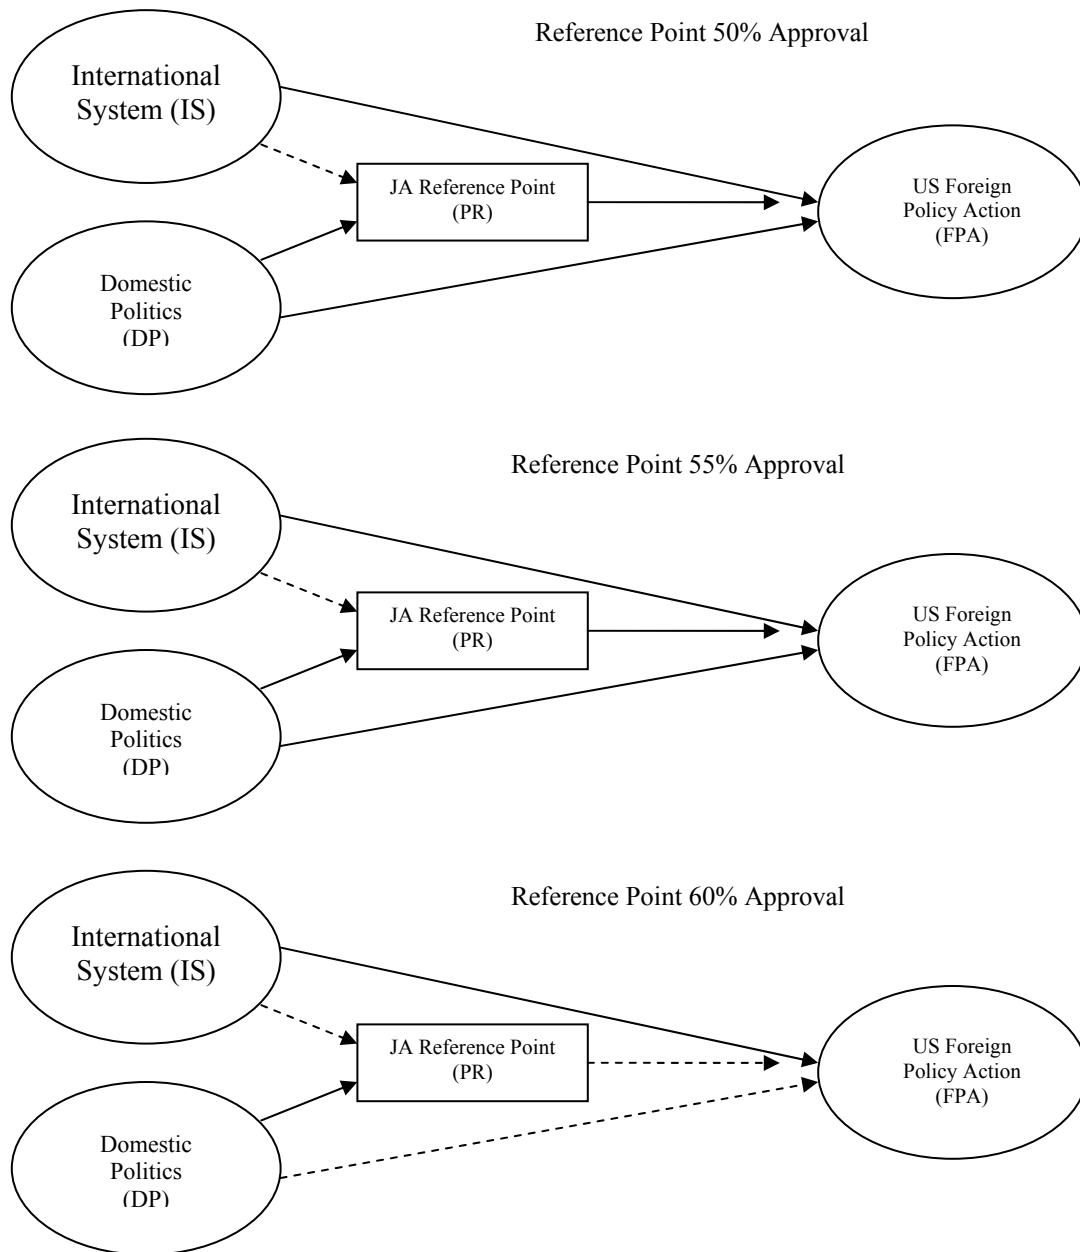 Reference Point 50% Approval
International
System (IS)
JA Reference Point
(PR)
US Foreign
Policy Action
(FPA)
Domestic
Politics
(DP)
Reference Point 55% Approval
International
System (IS)
JA Reference Point
(PR)
US Foreign
Policy Action
(FPA)
Domestic
Politics
(DP)
Reference Point 60% Approval
International
System (IS)
JA Reference Point
(PR)
US Foreign
Policy Action
(FPA)
Domestic
Politics
(DP)